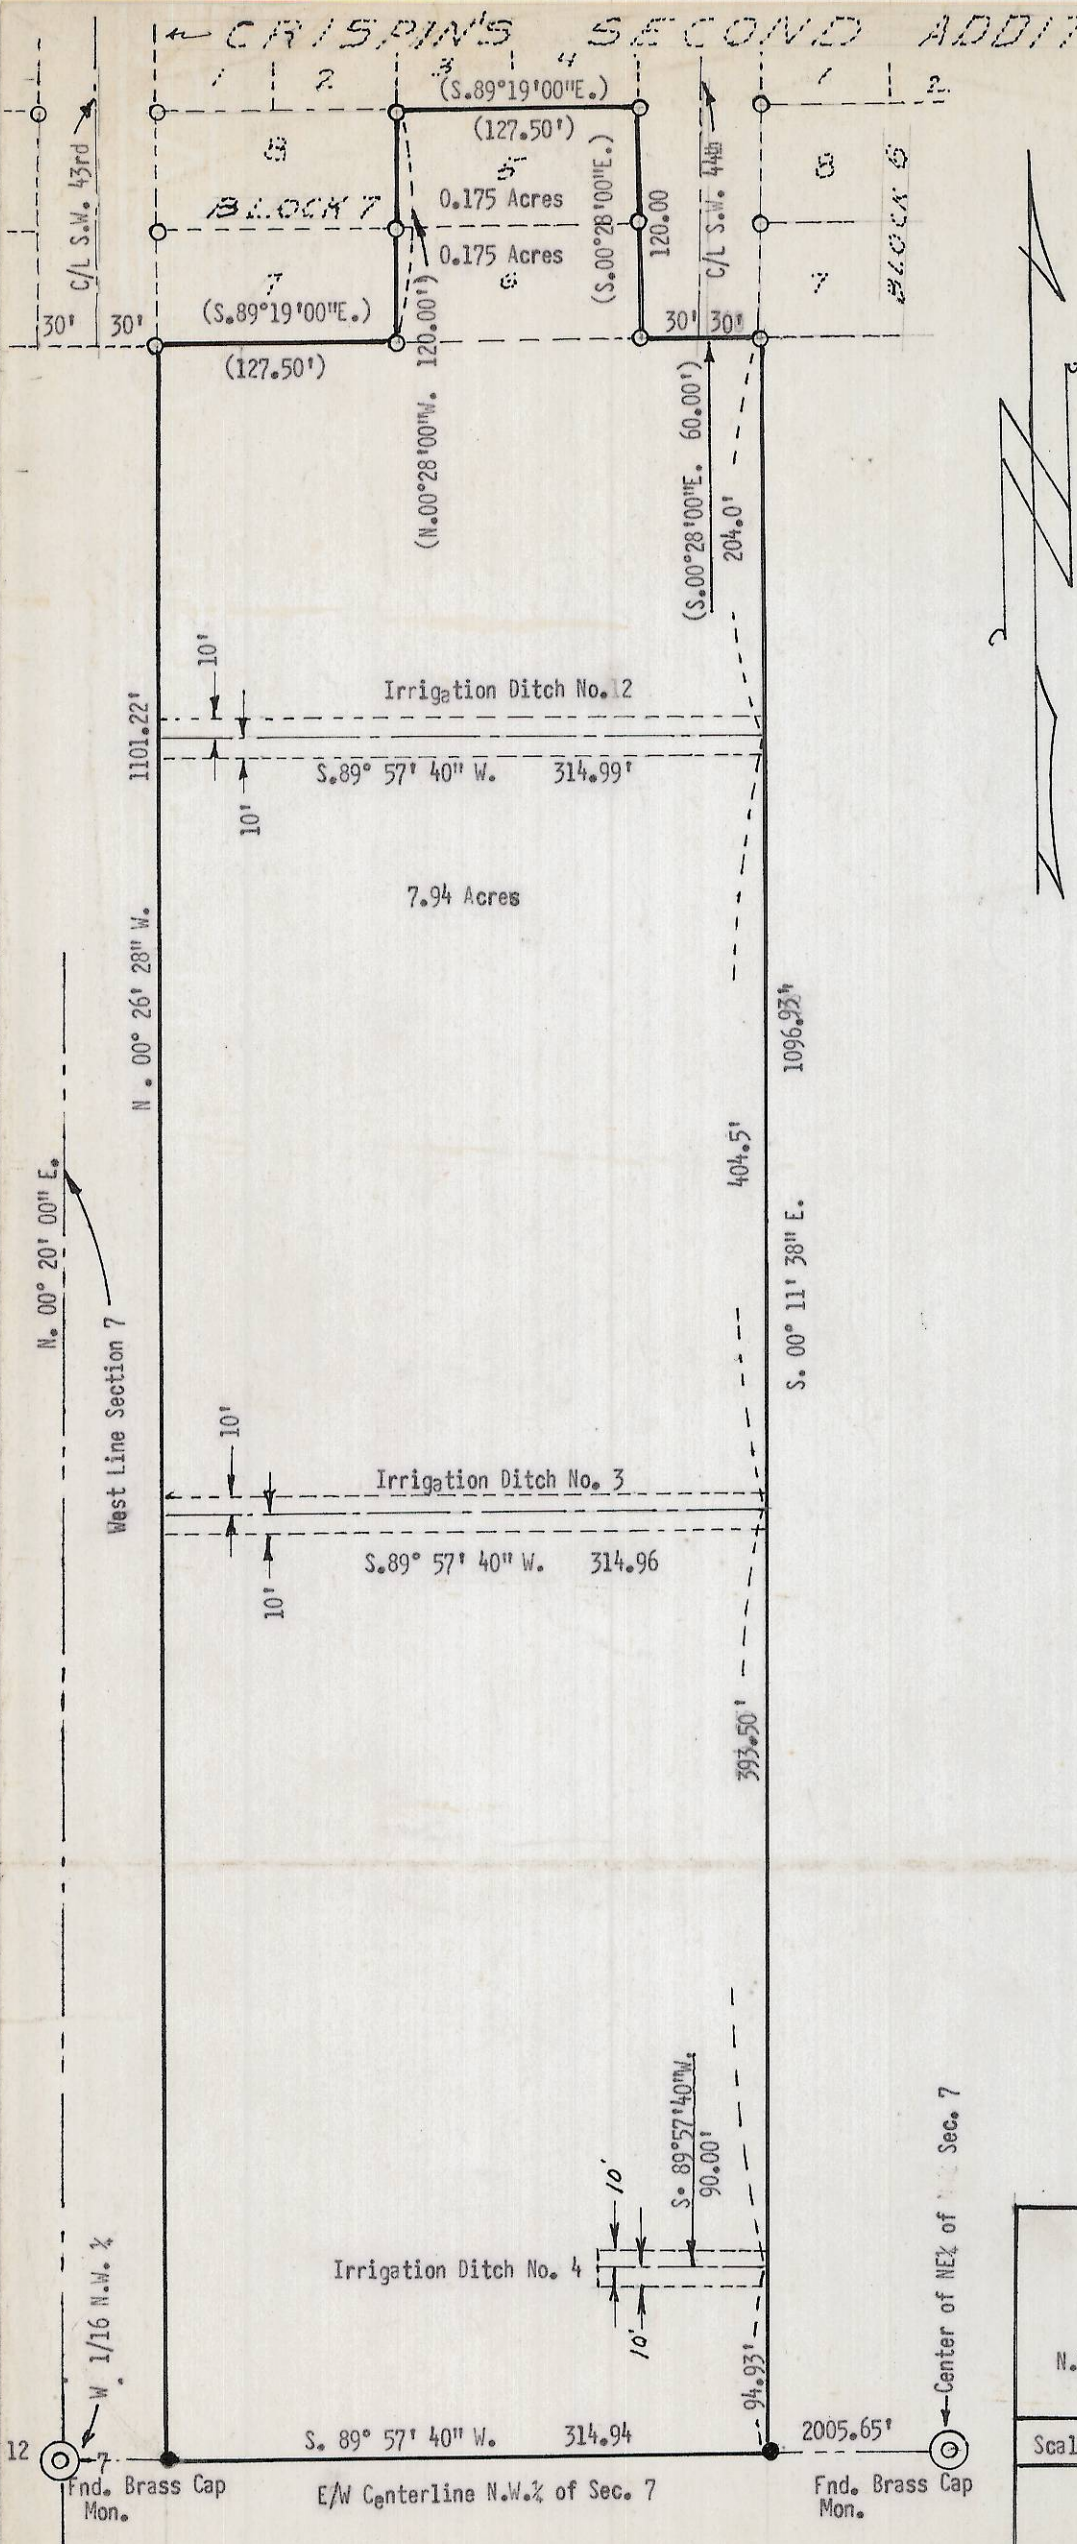 CRISPIN'S SECOND ADDIT
1 2 3 4 1 2
(S.89°19'00"E.)
(127.50')
8 5 8
BLOCK 7
0.175 Acres
0.175 Acres
7 6 7
(S.00°28'00"E.)
120.00
C/L S.W. 43rd
C/L S.W. 44th
BLOCK 6
30' 30'
(S.89°19'00"E.)
(127.50')
(N.00°28'00"W. 120.00')
30' 30'
(S.00°28'00"E. 60.00')
204.0'
10'
Irrigation Ditch No. 2
S.89° 57' 40" W. 314.99'
10'
1101.22'
N. 00° 26' 28" W.
7.94 Acres
1096.93'
S. 00° 11' 38" E.
404.5'
N. 00° 20' 00" E.
West Line Section 7
10'
Irrigation Ditch No. 3
S.89° 57' 40" W. 314.96
10'
393.50'
S. 89°57'40"W.
90.00'
10'
Irrigation Ditch No. 4
10'
94.93'
W. 1/16 N.W. ¼
Center of NE¼ of Sec. 7
N.
Scal
S. 89° 57' 40" W. 314.94
2005.65'
12 7
Fnd. Brass Cap
Mon.
E/W Centerline N.W.¼ of Sec. 7
Fnd. Brass Cap
Mon.